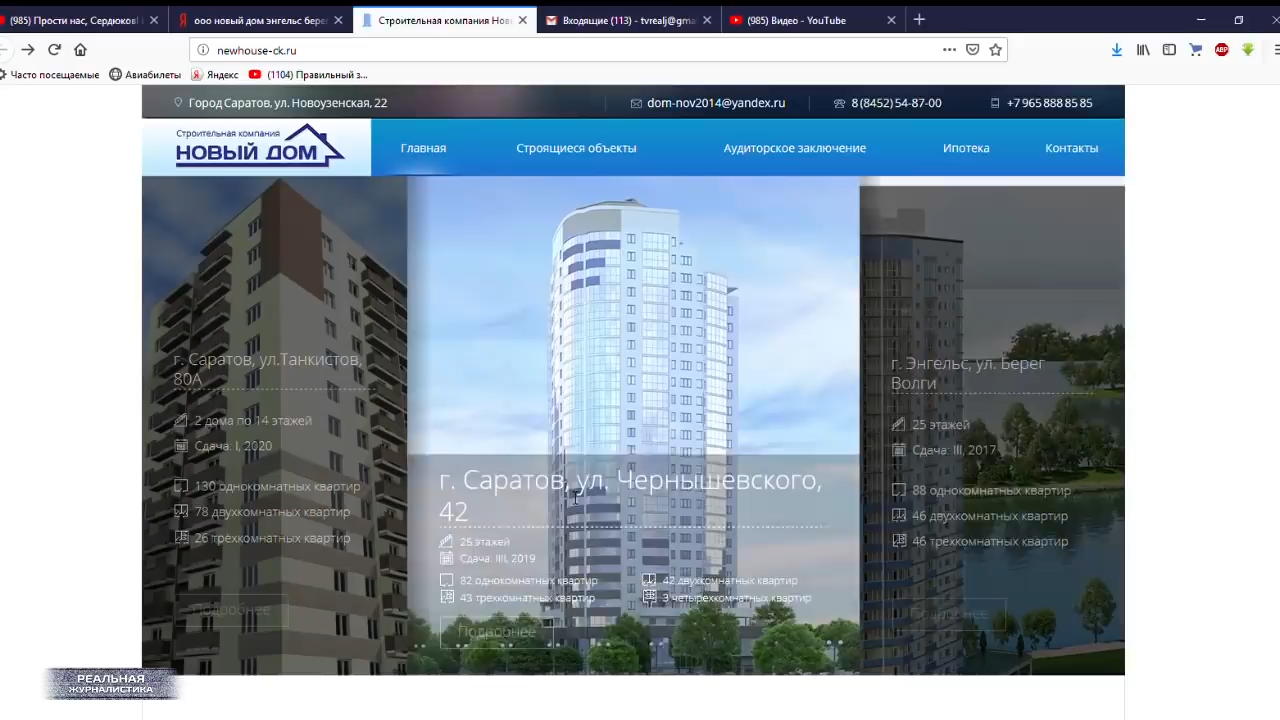 (985) Прости нас, Сердюков!
ооо новый дом энгельс берег
Строительная компания Нов
Входящие (113) - tvrealj@gmai
(985) Видео - YouTube
newhouse-ck.ru
Часто посещаемые
Авиабилеты
Яндекс
(1104) Правильный з...
ABP
Город Саратов, ул. Новоузенская, 22
dom-nov2014@yandex.ru
8 (8452) 54-87-00
+7 965 888 85 85
Строительная компания
НОВЫЙ ДОМ
Главная
Строящиеся объекты
Аудиторское заключение
Ипотека
Контакты
г. Саратов, ул.Танкистов,
80А
2 дома по 14 этажей
Сдача: I, 2020
130 однокомнатных квартир
78 двухкомнатных квартир
26 трехкомнатных квартир
Подробнее
г. Саратов, ул. Чернышевского,
42
25 этажей
Сдача: III, 2019
82 однокомнатных квартир
42 двухкомнатных квартир
43 трехкомнатных квартир
3 четырехкомнатных квартир
Подробнее
г. Энгельс, ул. Берег
Волги
25 этажей
Сдача: III, 2017
88 однокомнатных квартир
46 двухкомнатных квартир
46 трехкомнатных квартир
Подробнее
РЕАЛЬНАЯ
ЖУРНАЛИСТИКА